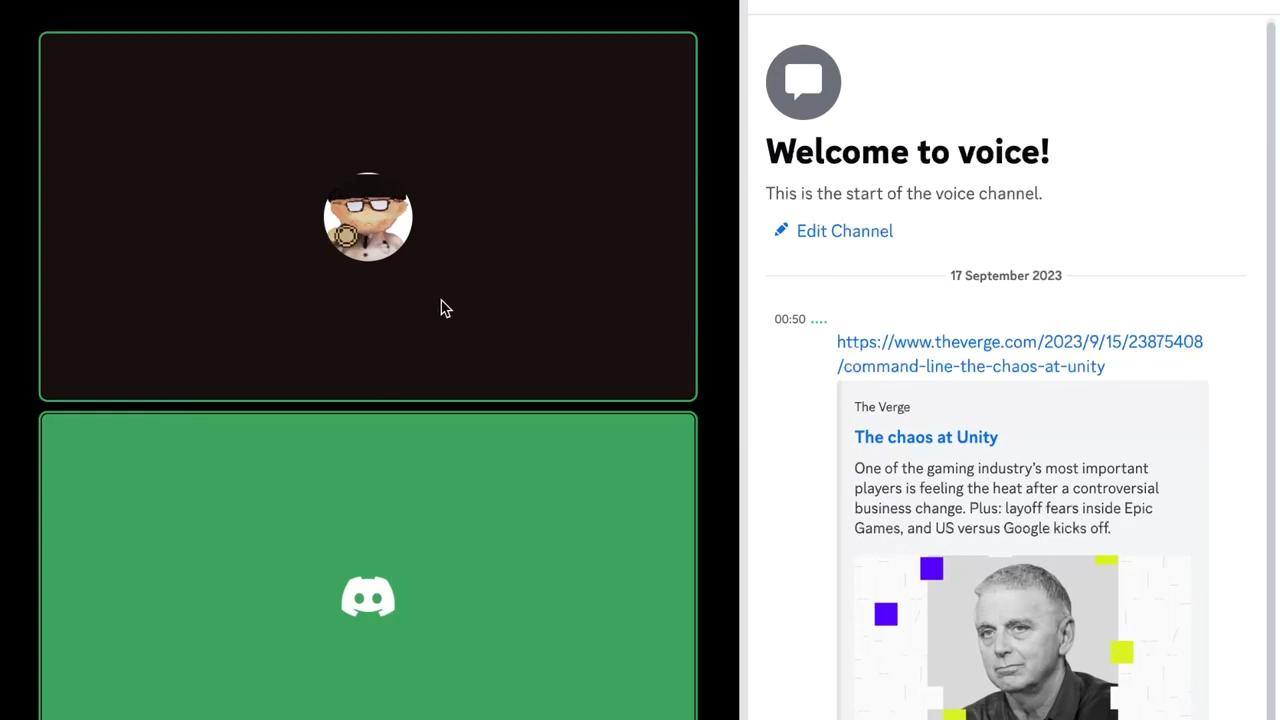 Welcome to voice!
This is the start of the voice channel.
Edit Channel
17 September 2023
00:50 ....
https://www.theverge.com/2023/9/15/23875408
/command-line-the-chaos-at-unity
The Verge
The chaos at Unity
One of the gaming industry’s most important
players is feeling the heat after a controversial
business change. Plus: layoff fears inside Epic
Games, and US versus Google kicks off.